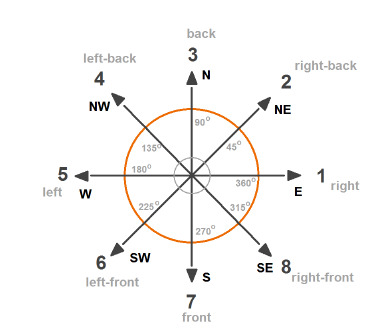 back
3
N
left-back
4
NW
right-back
2
NE
90°
135°
45°
5
left
W
180°
360°
1
right
E
225°
315°
6
left-front
SW
270°
S
7
front
SE
8
right-front